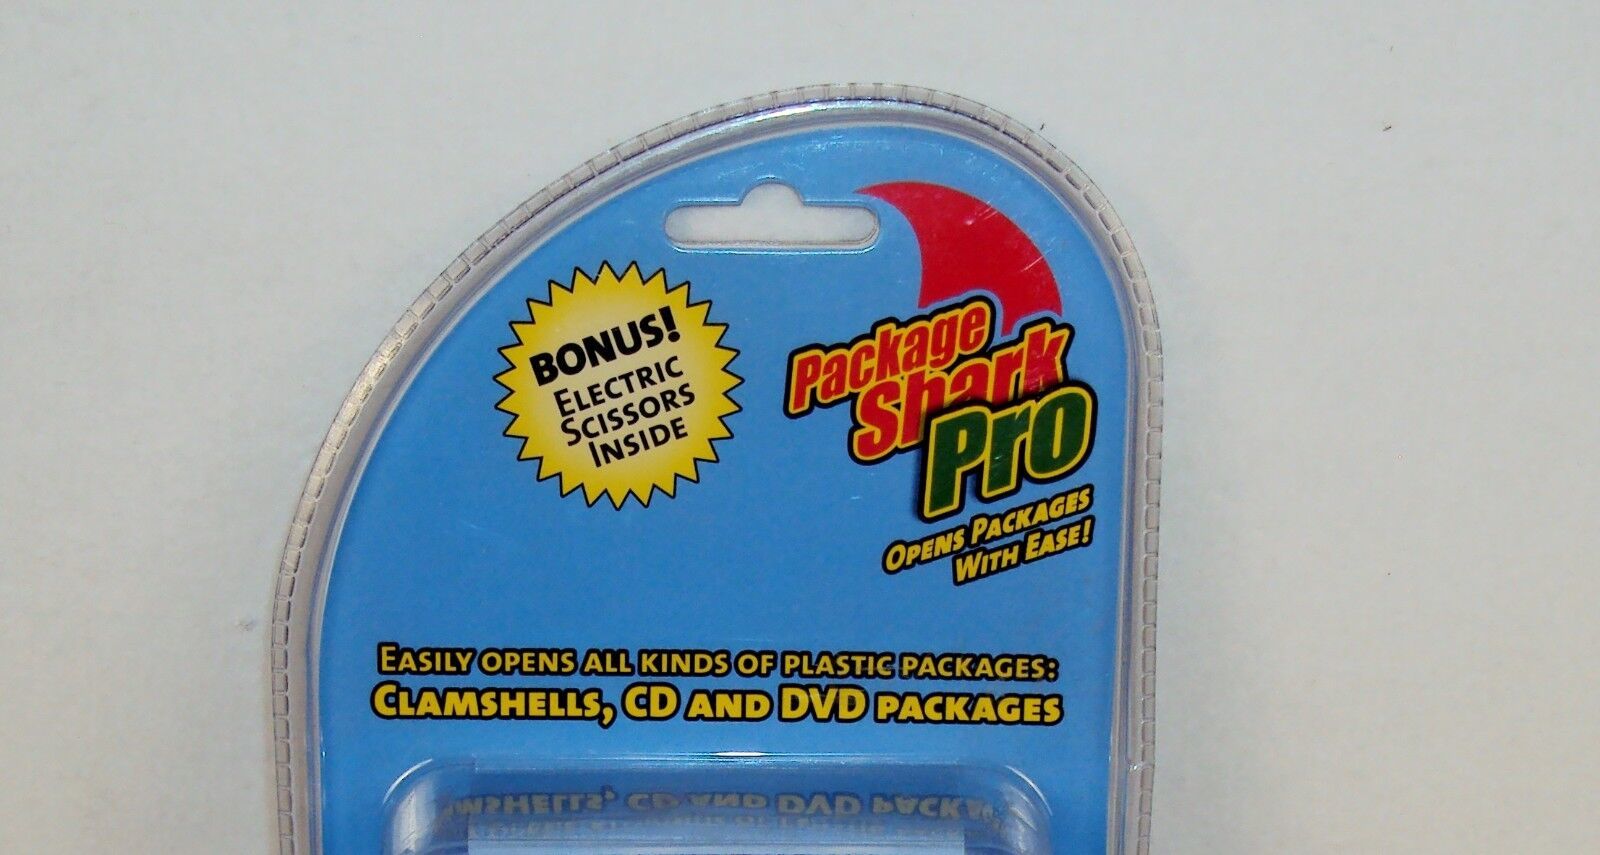 BONUS!
ELECTRIC
SCISSORS
INSIDE
Package
Shark
Pro
OPENS PACKAGES
WITH EASE!
EASILY OPENS ALL KINDS OF PLASTIC PACKAGES:
CLAMSHELLS, CD AND DVD PACKAGES